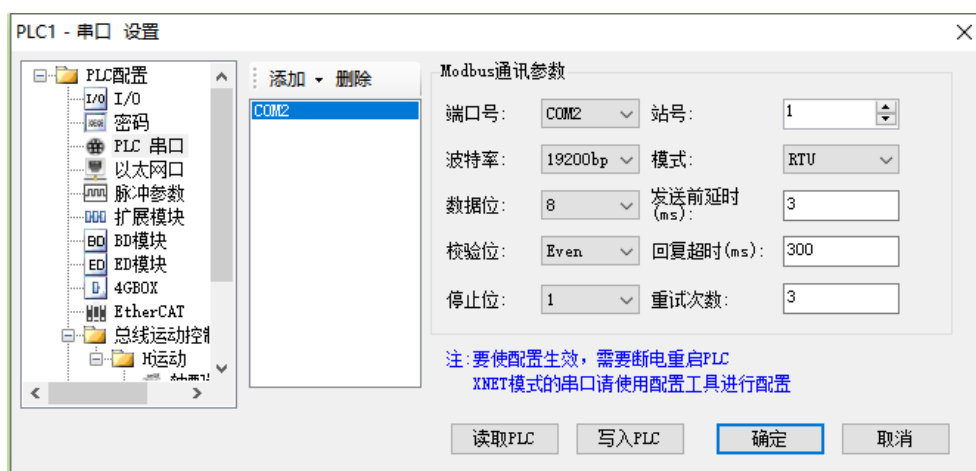 PLC1 - 串口 设置
PLC配置
I/O
密码
PLC 串口
以太网口
脉冲参数
扩展模块
BD模块
ED模块
4GBOX
EtherCAT
总线运动控制
H运动
添加 删除
COM2
Modbus通讯参数
端口号: COM2 站号: 1
波特率: 19200bp 模式: RTU
数据位: 8 发送前延时(ms): 3
校验位: Even 回复超时(ms): 300
停止位: 1 重试次数: 3
注:要使配置生效，需要断电重启PLC
XNET模式的串口请使用配置工具进行配置
读取PLC 写入PLC 确定 取消